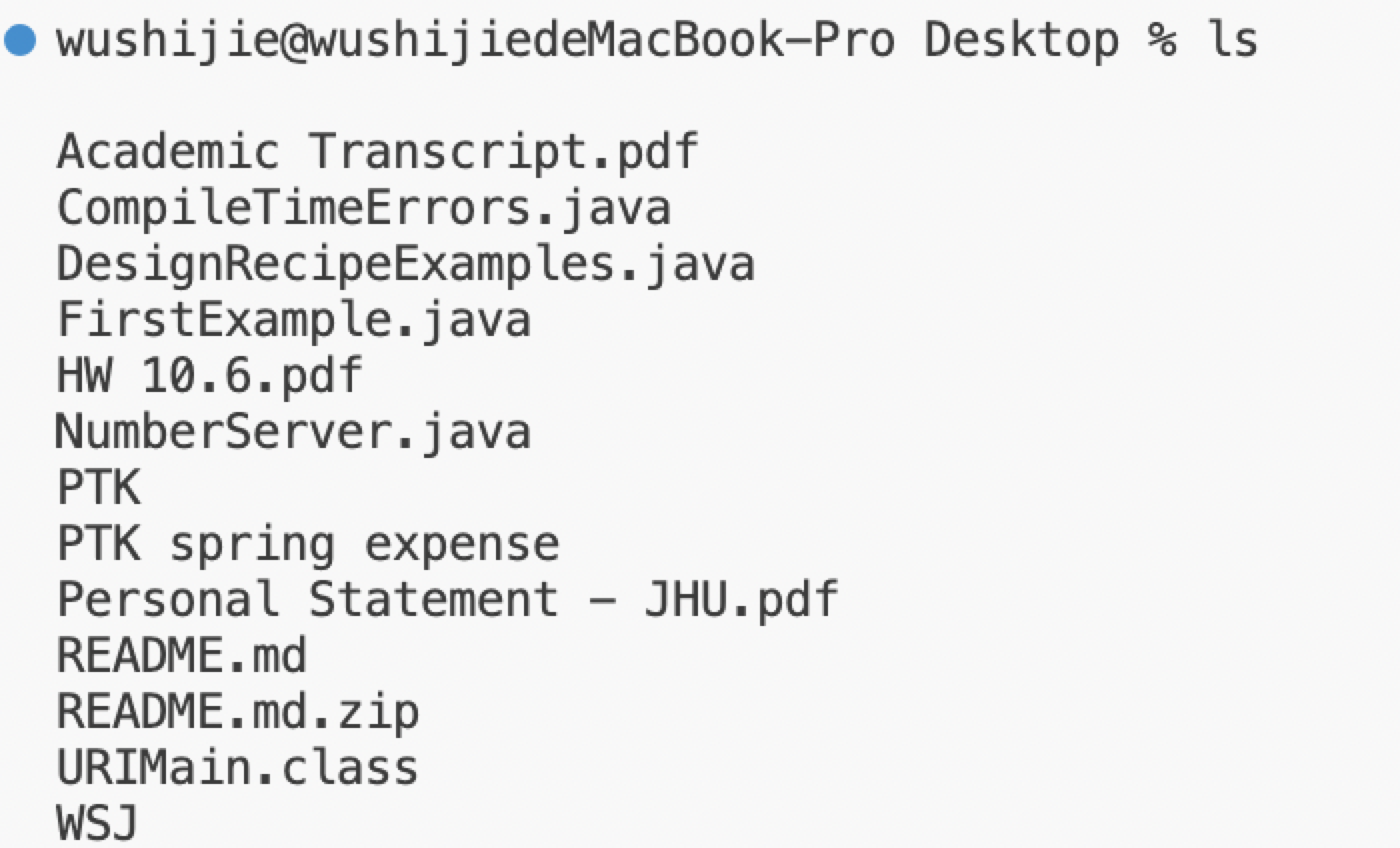 wushijie@wushijiedeMacBook-Pro Desktop % ls
Academic Transcript.pdf
CompileTimeErrors.java
DesignRecipeExamples.java
FirstExample.java
HW 10.6.pdf
NumberServer.java
PTK
PTK spring expense
Personal Statement - JHU.pdf
README.md
README.md.zip
URIMain.class
WSJ